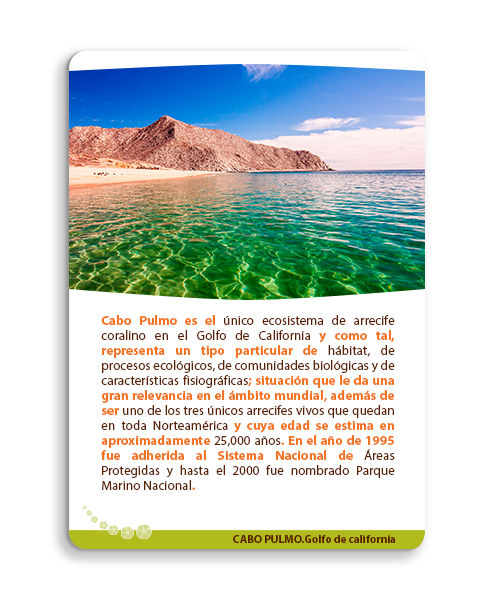 Cabo Pulmo es el único ecosistema de arrecife
coralino en el Golfo de California y como tal,
representa un tipo particular de hábitat, de
procesos ecológicos, de comunidades biológicas y de
características fisiográficas; situación que le da una
gran relevancia en el ámbito mundial, además de
ser uno de los tres únicos arrecifes vivos que quedan
en toda Norteamérica y cuya edad se estima en
aproximadamente 25,000 años. En el año de 1995
fue adherida al Sistema Nacional de Áreas
Protegidas y hasta el 2000 fue nombrado Parque
Marino Nacional.
CABO PULMO.Golfo de california